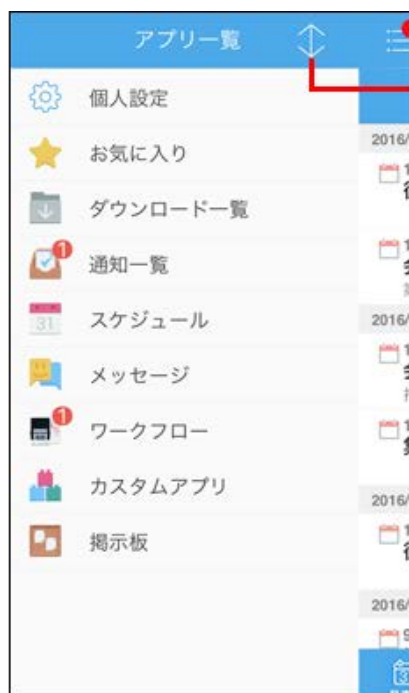 アプリ一覧
個人設定
お気に入り
ダウンロード一覧
1
通知一覧
31
スケジュール
メッセージ
1
ワークフロー
カスタムアプリ
掲示板
2016/
2016/
2016/
2016/